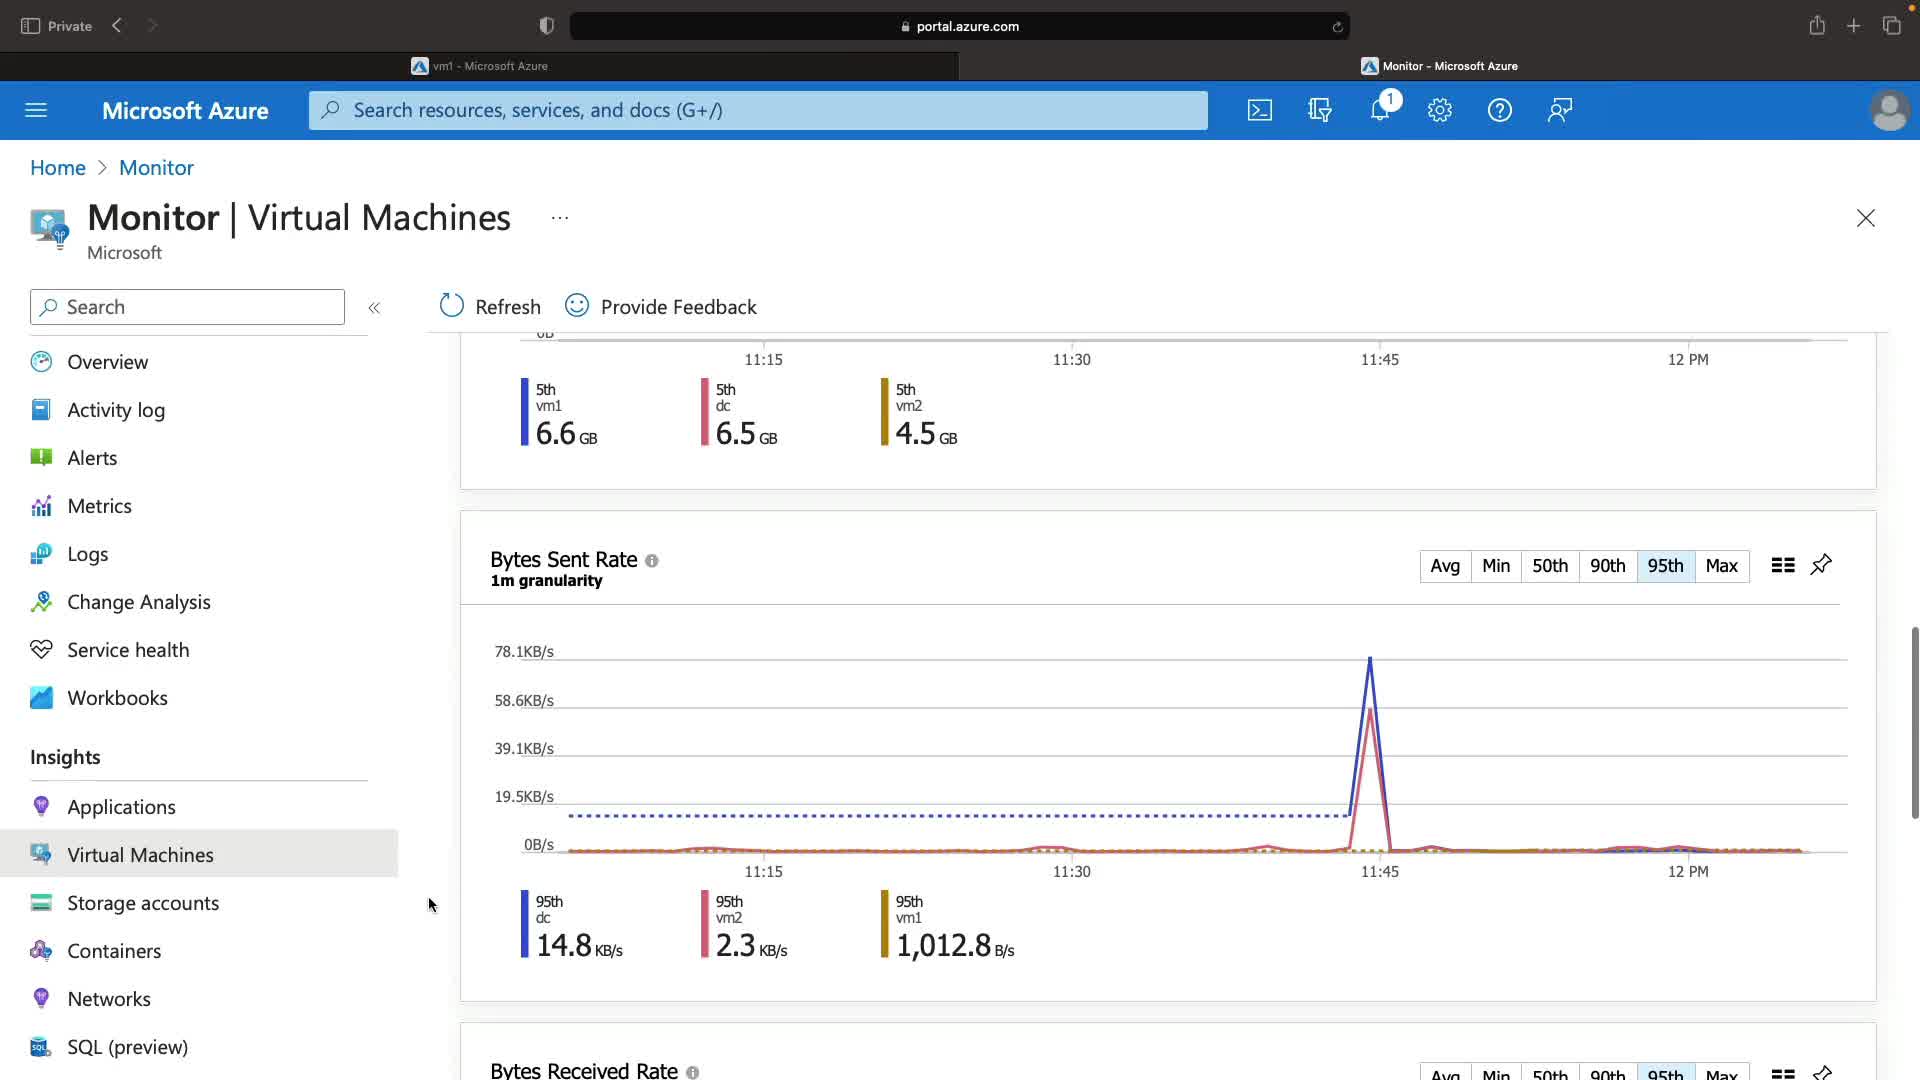 Private
portal.azure.com
vm1 - Microsoft Azure
Monitor - Microsoft Azure
Microsoft Azure
Search resources, services, and docs (G+/)
1
Home > Monitor
Monitor | Virtual Machines ...
Microsoft
Search
«
Refresh
Provide Feedback
Overview
Activity log
Alerts
Metrics
Logs
Change Analysis
Service health
Workbooks
Insights
Applications
Virtual Machines
Storage accounts
Containers
Networks
SQL (preview)
0B
11:15 11:30 11:45 12 PM
5th
vm1
6.6 GB
5th
dc
6.5 GB
5th
vm2
4.5 GB
Bytes Sent Rate
1m granularity
Avg Min 50th 90th 95th Max
78.1KB/s
58.6KB/s
39.1KB/s
19.5KB/s
0B/s
11:15 11:30 11:45 12 PM
95th
dc
14.8 KB/s
95th
vm2
2.3 KB/s
95th
vm1
1,012.8 B/s
Bytes Received Rate
Avg Min 50th 90th 95th Max